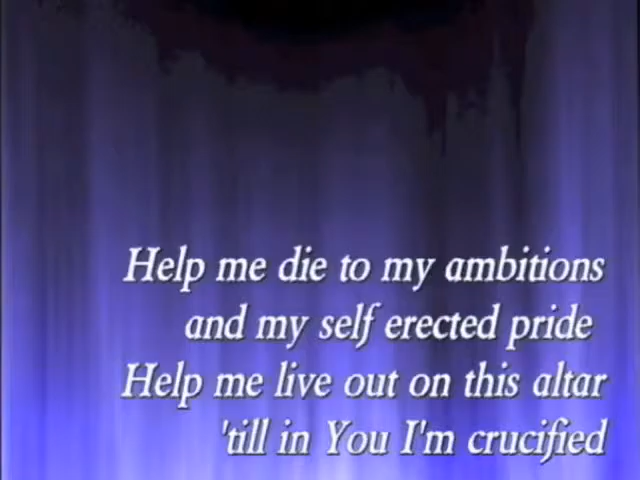 Help me die to my ambitions
and my self erected pride
Help me live out on this altar
'till in You I'm crucified